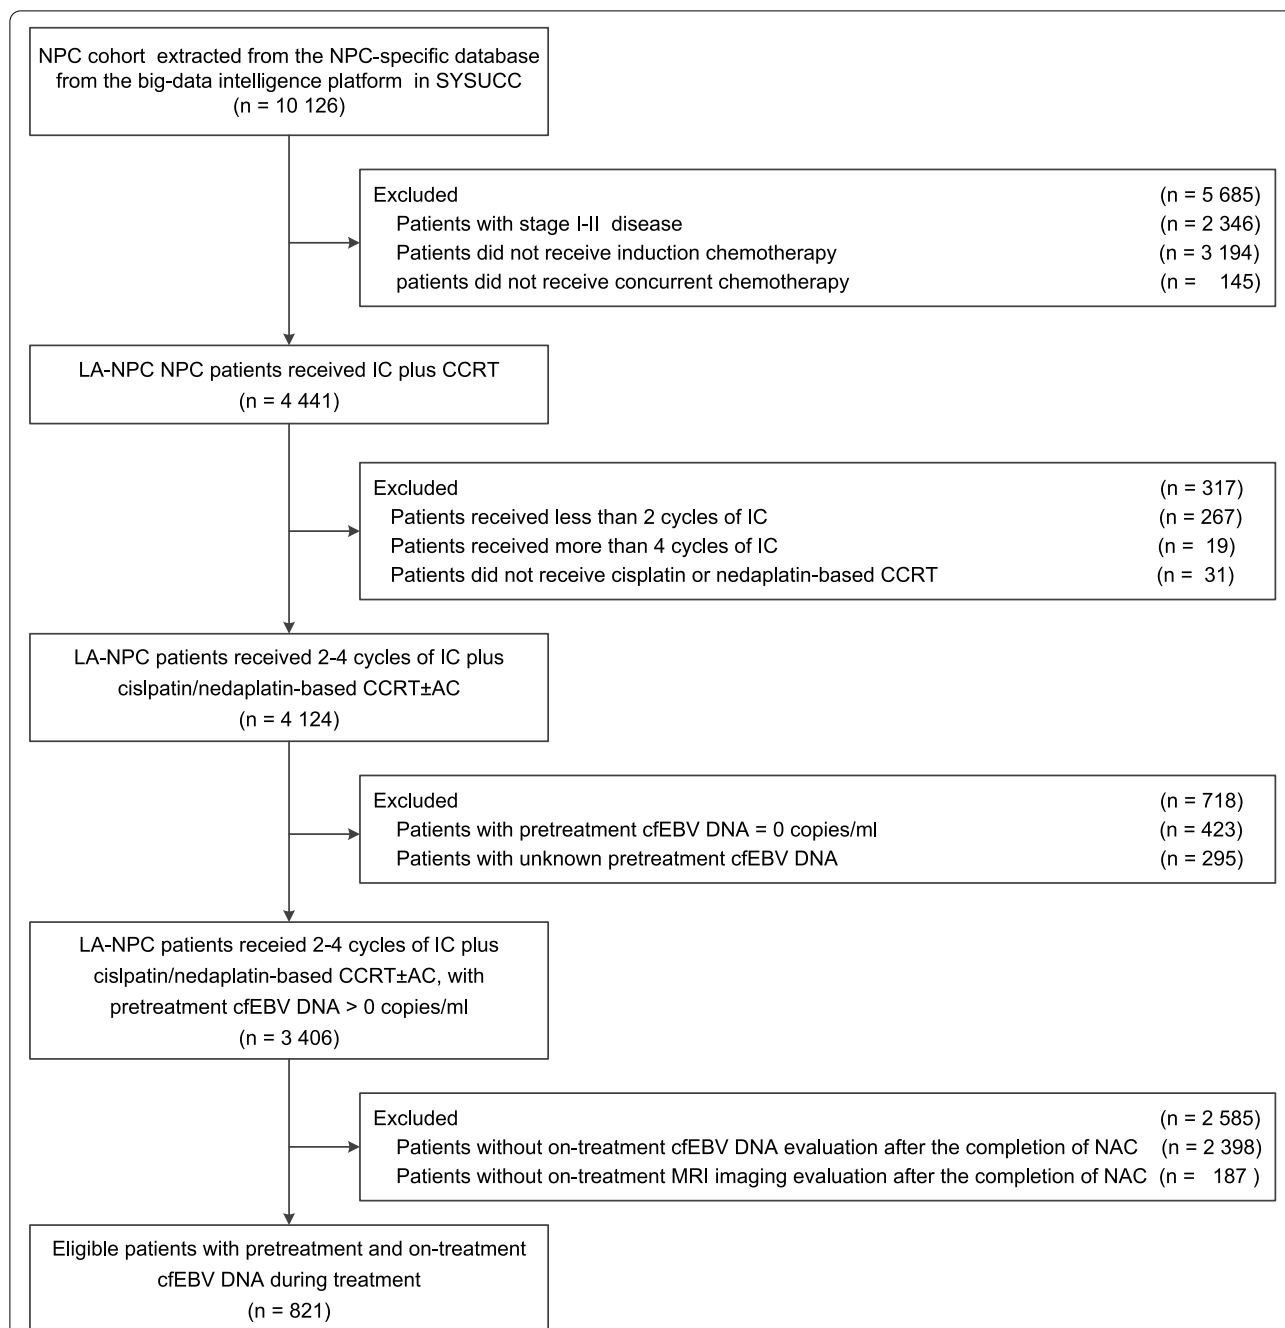 NPC cohort extracted from the NPC-specific database
from the big-data intelligence platform in SYSUCC
(n = 10 126)
Excluded (n = 5 685)
Patients with stage I-II disease (n = 2 346)
Patients did not receive induction chemotherapy (n = 3 194)
patients did not receive concurrent chemotherapy (n = 145)
LA-NPC NPC patients received IC plus CCRT
(n = 4 441)
Excluded (n = 317)
Patients received less than 2 cycles of IC (n = 267)
Patients received more than 4 cycles of IC (n = 19)
Patients did not receive cisplatin or nedaplatin-based CCRT (n = 31)
LA-NPC patients received 2-4 cycles of IC plus
cislpatin/nedaplatin-based CCRT±AC
(n = 4 124)
Excluded (n = 718)
Patients with pretreatment cfEBV DNA = 0 copies/ml (n = 423)
Patients with unknown pretreatment cfEBV DNA (n = 295)
LA-NPC patients receied 2-4 cycles of IC plus
cislpatin/nedaplatin-based CCRT±AC, with
pretreatment cfEBV DNA > 0 copies/ml
(n = 3 406)
Excluded (n = 2 585)
Patients without on-treatment cfEBV DNA evaluation after the completion of NAC (n = 2 398)
Patients without on-treatment MRI imaging evaluation after the completion of NAC (n = 187 )
Eligible patients with pretreatment and on-treatment
cfEBV DNA during treatment
(n = 821)